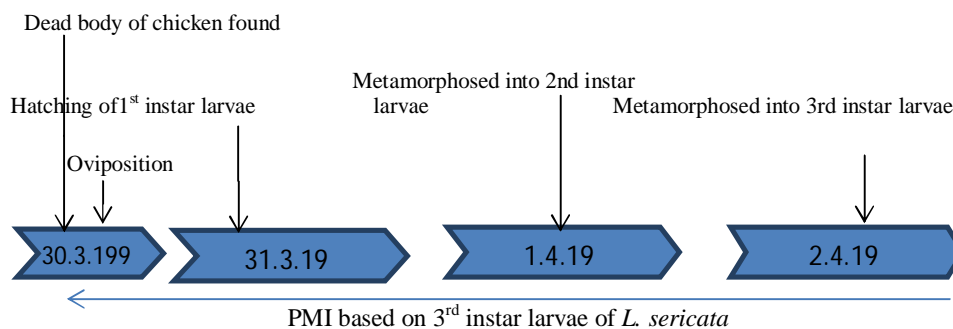 Dead body of chicken found
Metamorphosed into 2nd instar
larvae
Hatching of1st instar larvae
Metamorphosed into 3rd instar larvae
Oviposition
30.3.199
31.3.19
1.4.19
2.4.19
PMI based on 3rd instar larvae of L. sericata